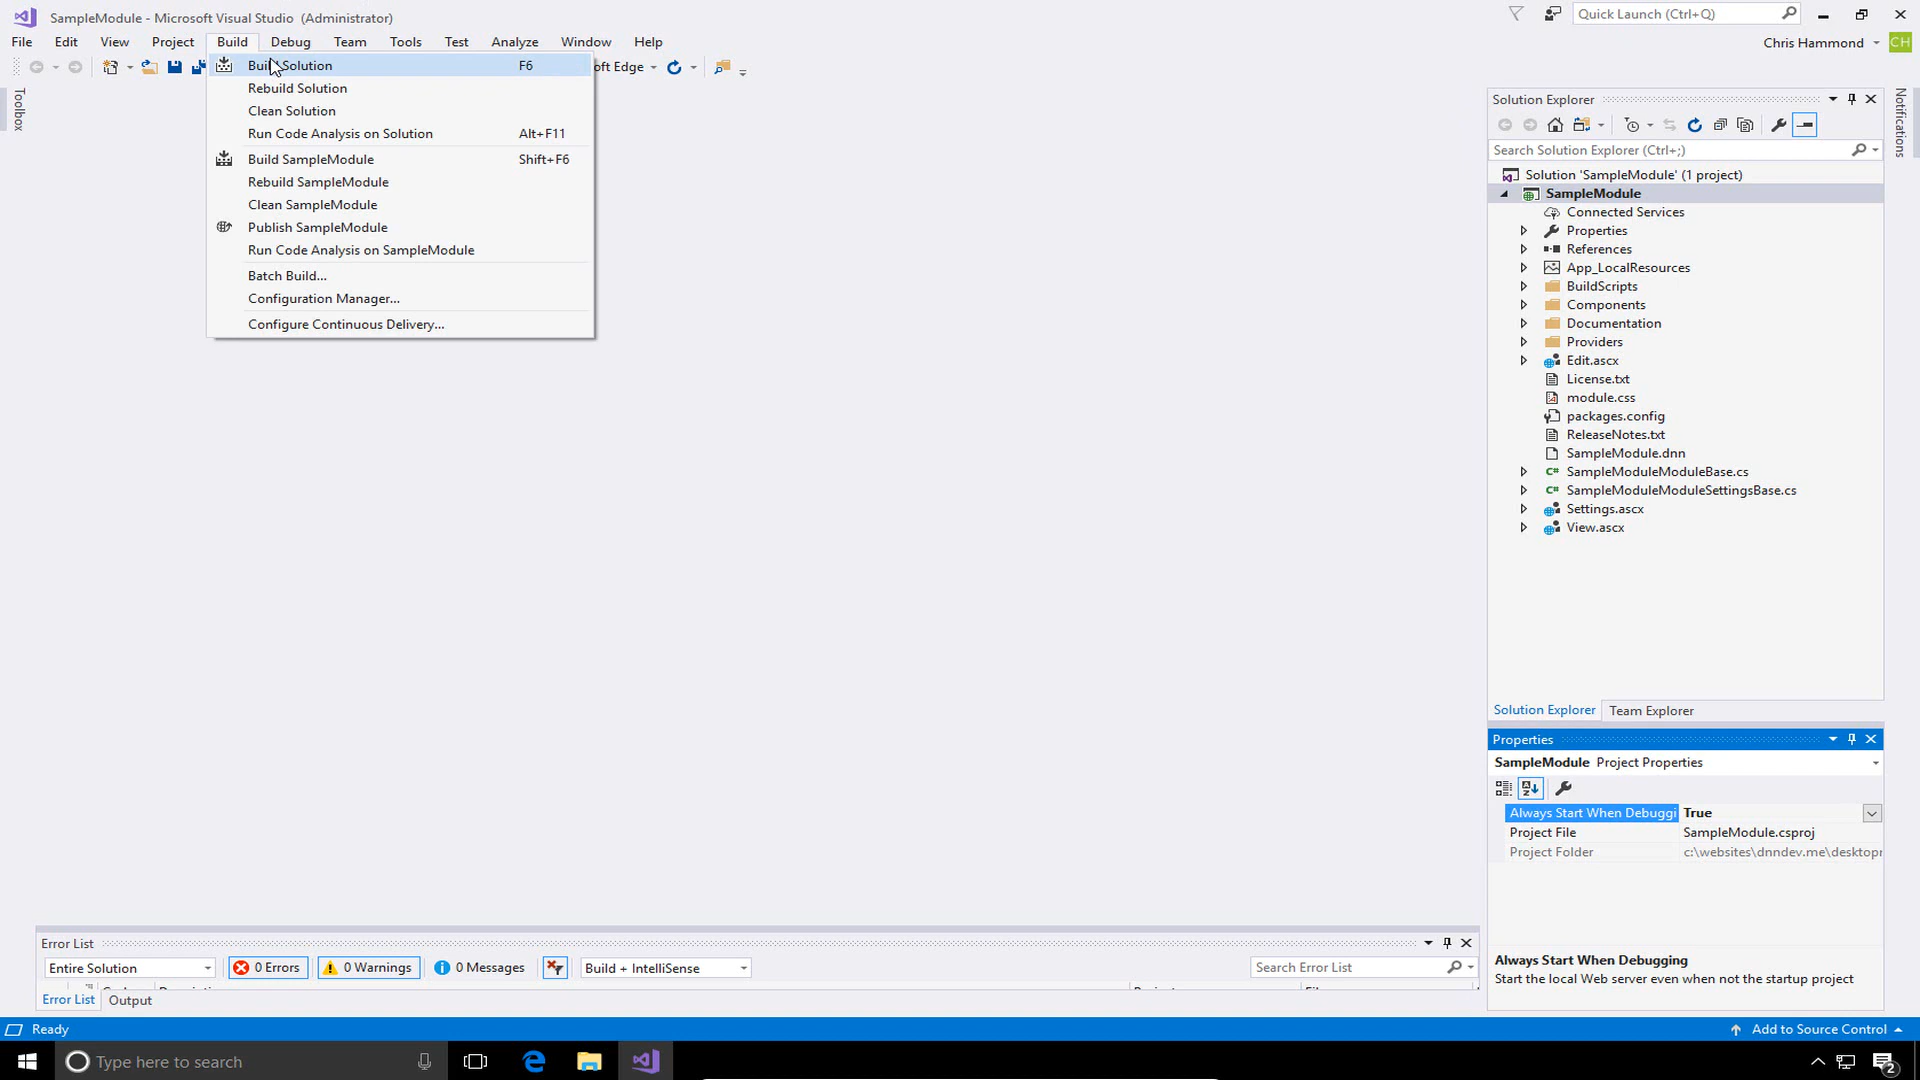 SampleModule - Microsoft Visual Studio (Administrator)
Quick Launch (Ctrl+Q)
File Edit View Project Build Debug Team Tools Test Analyze Window Help
Chris Hammond CH
oft Edge
Toolbox
Build Solution F6
Rebuild Solution
Clean Solution
Run Code Analysis on Solution Alt+F11
Build SampleModule Shift+F6
Rebuild SampleModule
Clean SampleModule
Publish SampleModule
Run Code Analysis on SampleModule
Batch Build...
Configuration Manager...
Configure Continuous Delivery...
Solution Explorer
Notifications
Search Solution Explorer (Ctrl+;)
Solution 'SampleModule' (1 project)
SampleModule
Connected Services
Properties
References
App_LocalResources
BuildScripts
Components
Documentation
Providers
Edit.ascx
License.txt
module.css
packages.config
ReleaseNotes.txt
SampleModule.dnn
SampleModuleModuleBase.cs
SampleModuleModuleSettingsBase.cs
Settings.ascx
View.ascx
Solution Explorer Team Explorer
Properties
SampleModule Project Properties
Always Start When Debuggi True
Project File SampleModule.csproj
Project Folder c:\websites\dnndev.me\desktop
Always Start When Debugging
Start the local Web server even when not the startup project
Error List
Entire Solution 0 Errors 0 Warnings 0 Messages Build + IntelliSense Search Error List
Error List Output
Ready Add to Source Control
Type here to search 2